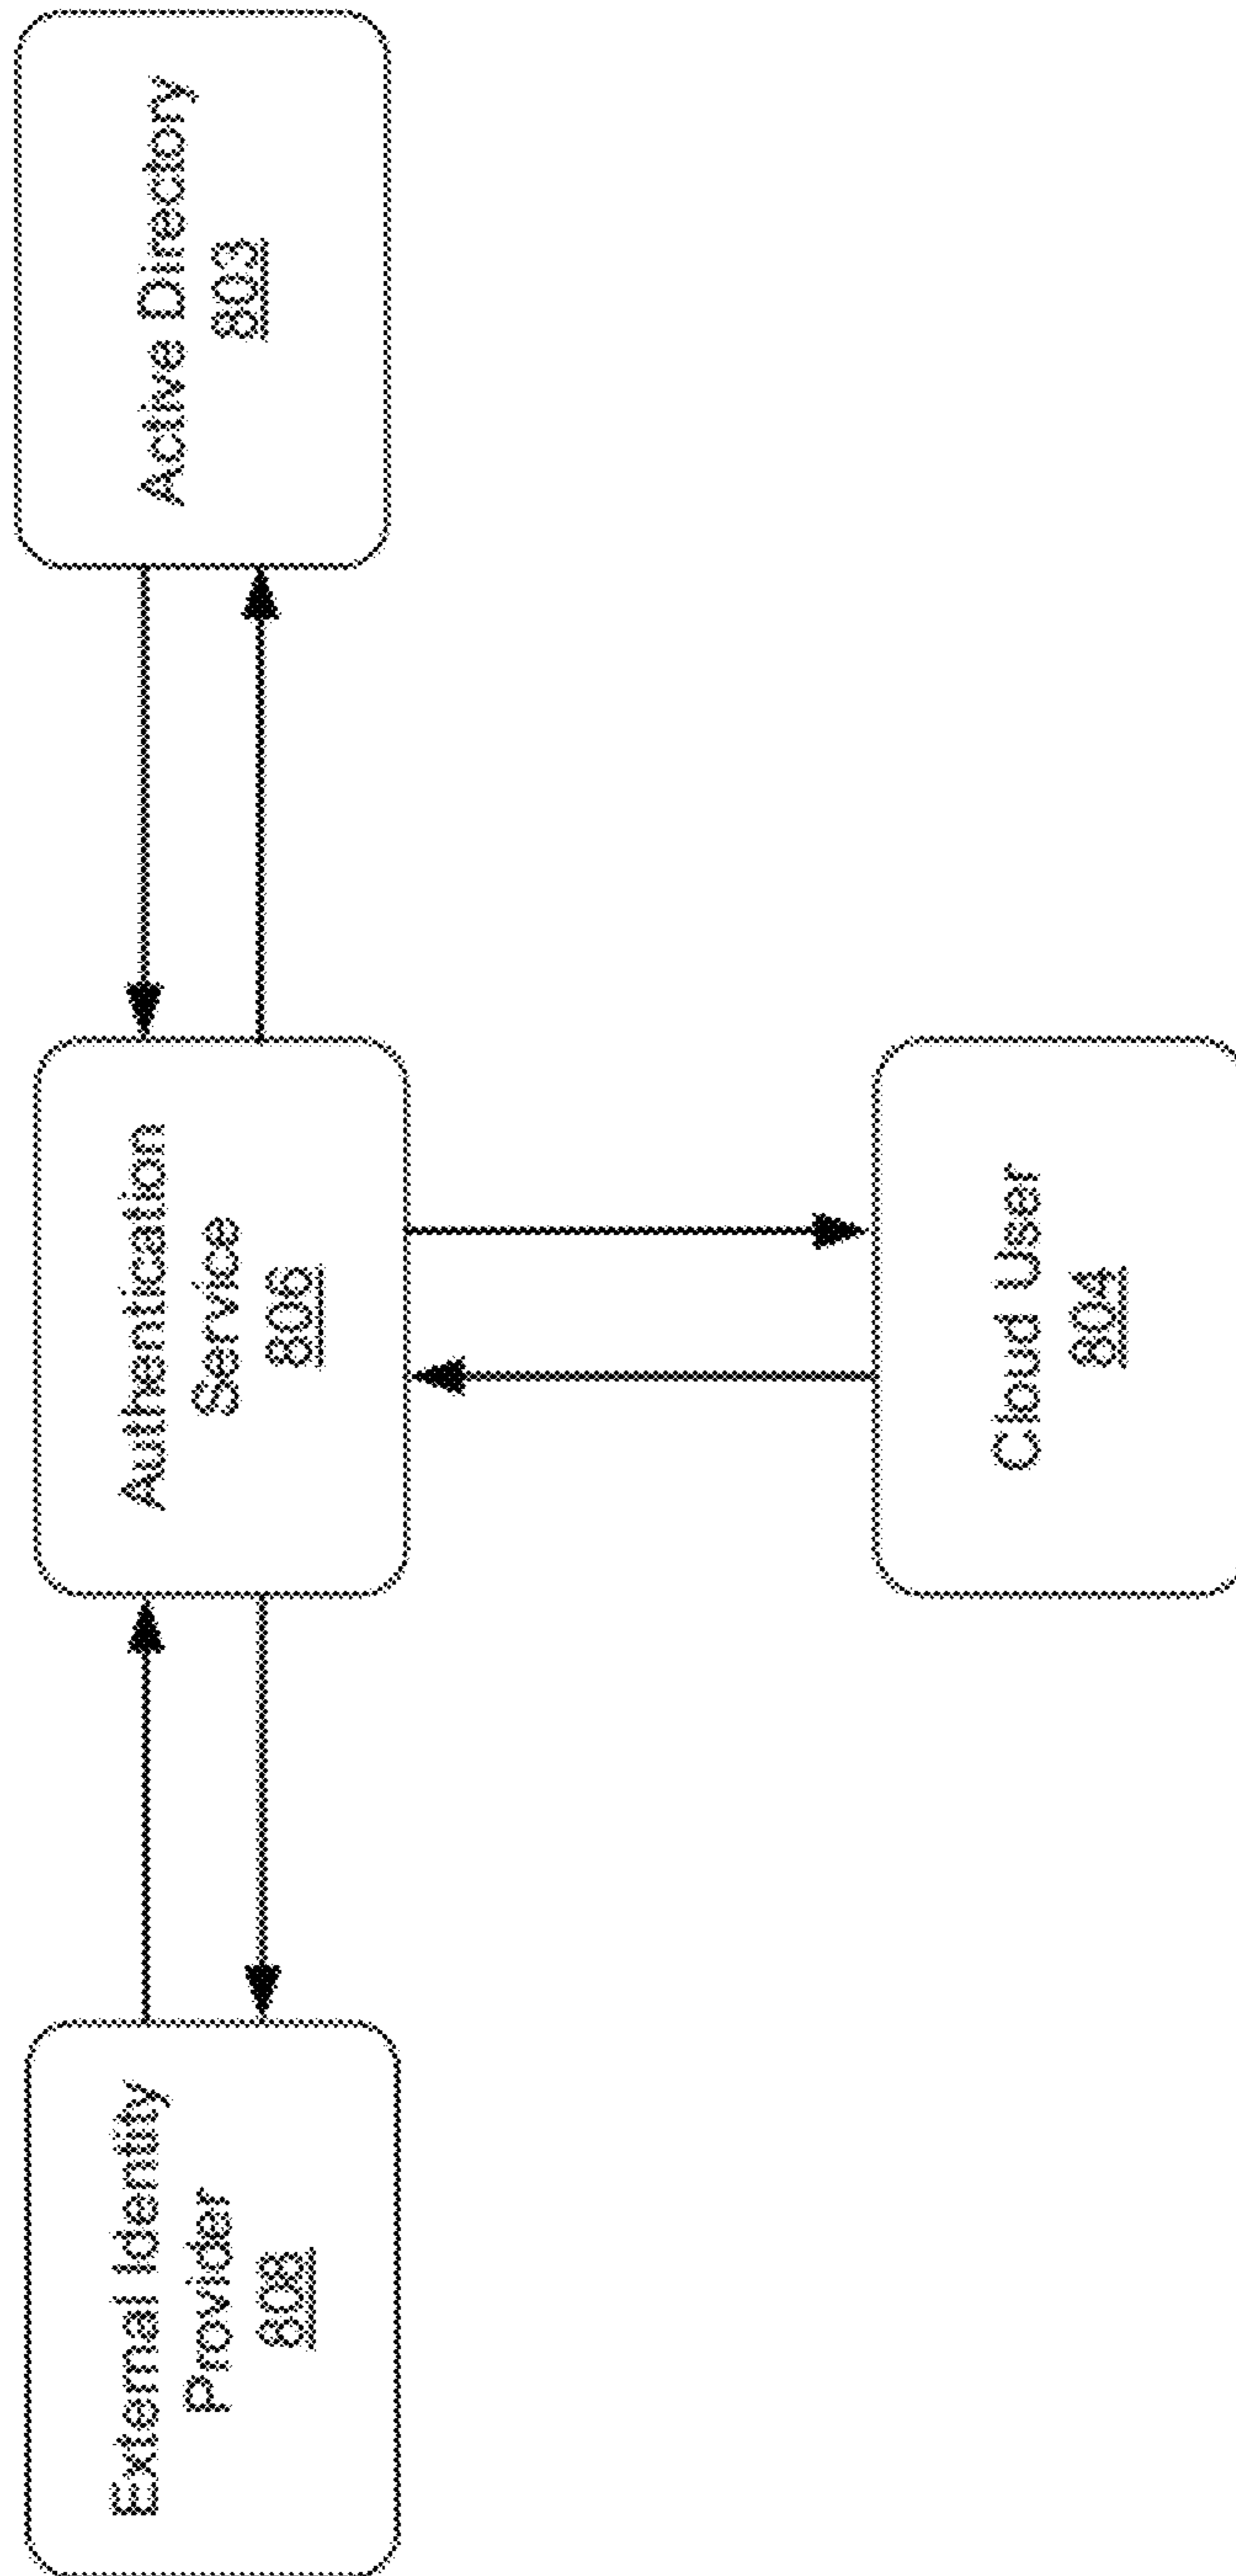 External Identity
Provider
808
Authentication
Service
806
Active Directory
803
Cloud User
804